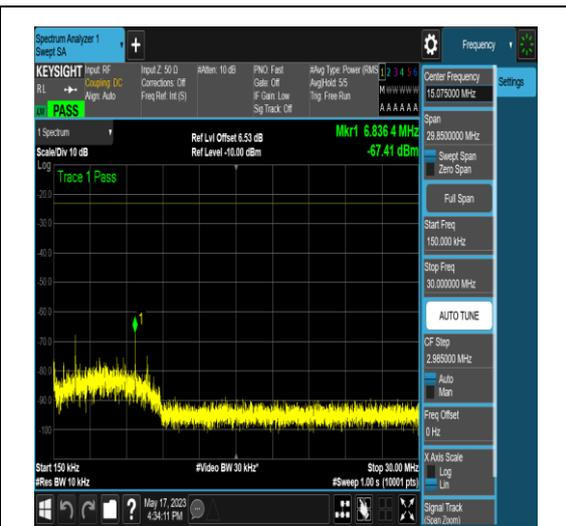 Spectrum Analyzer 1
Swept SA
Frequency
KEYSIGHT
RL
PASS
Input: RF
Coupling: DC
Align: Auto
Input Z: 50 Ω
Corrections: Off
Freq Ref: Int (S)
#Atten: 10 dB
PNO: Fast
Gate: Off
IF Gain: Low
Sig Track: Off
#Avg Type: Power (RMS
Avg|Hold: 5/5
Trig: Free Run
1 2 3 4 5 6
M W W W W W
A A A A A A
1 Spectrum
Scale/Div 10 dB
Ref Lvl Offset 6.53 dB
Ref Level -10.00 dBm
Mkr1 6.836 4 MHz
-67.41 dBm
Log
Trace 1 Pass
-20.0
-30.0
-40.0
-50.0
-60.0
1
-70.0
-80.0
-90.0
-100
Start 150 kHz
#Res BW 10 kHz
#Video BW 30 kHz*
Stop 30.00 MHz
#Sweep 1.00 s (10001 pts)
May 17, 2023
4:34:11 PM
Center Frequency
15.075000 MHz
Settings
Span
29.8500000 MHz
Swept Span
Zero Span
Full Span
Start Freq
150.000 kHz
Stop Freq
30.000000 MHz
AUTO TUNE
CF Step
2.985000 MHz
Auto
Man
Freq Offset
0 Hz
X Axis Scale
Log
Lin
Signal Track
(Span Zoom)